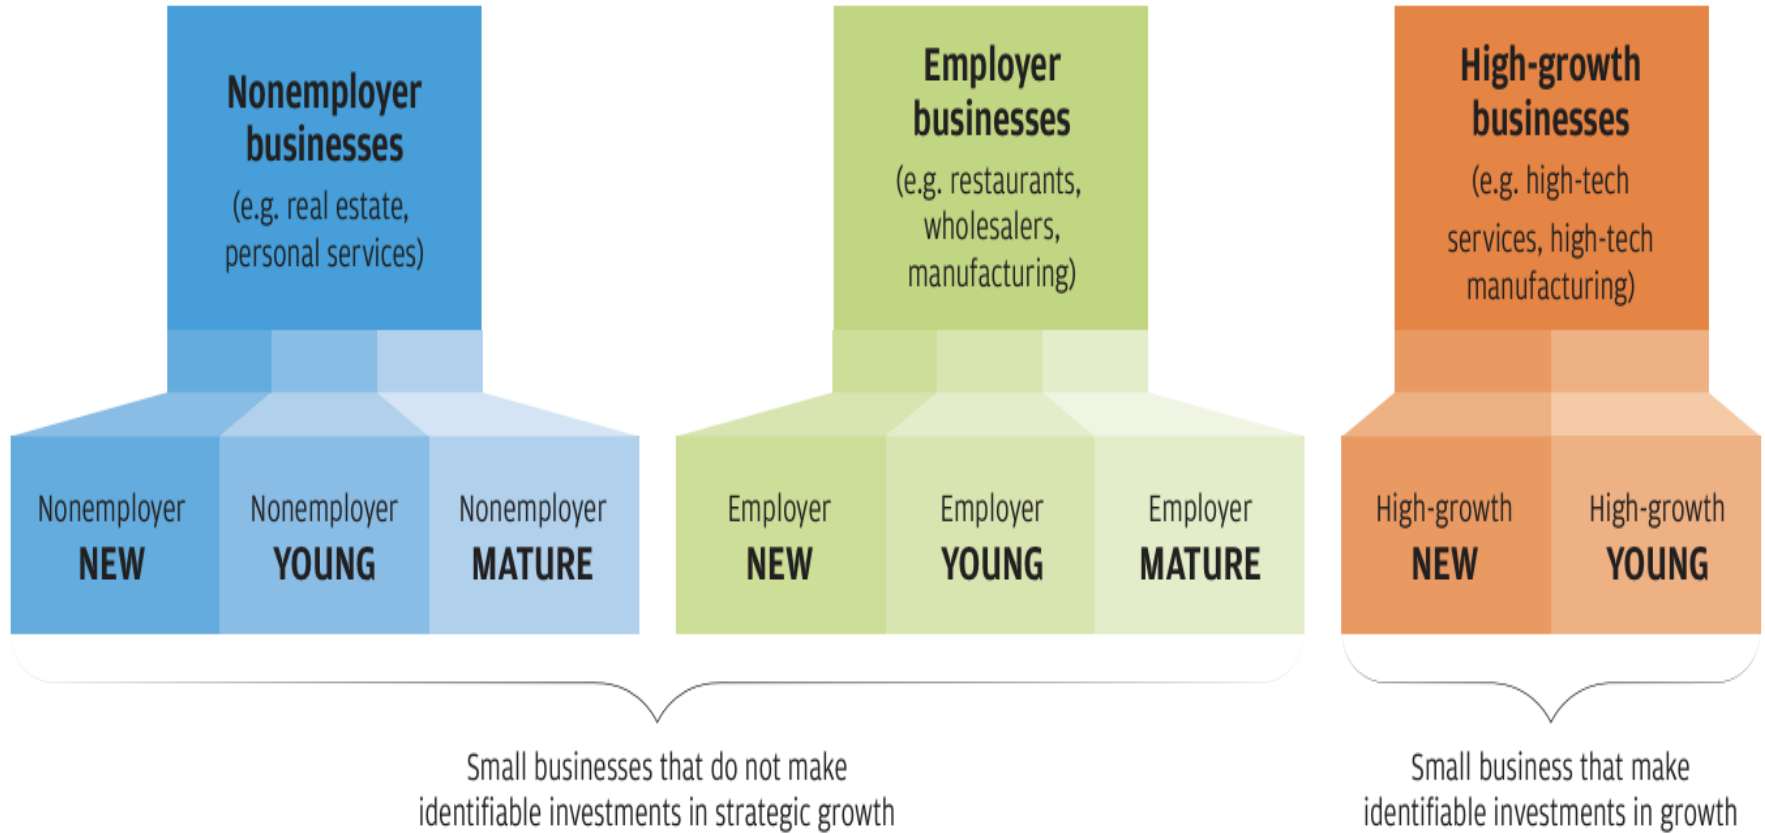 Nonemployer
businesses
(e.g. real estate,
personal services)
Employer
businesses
(e.g. restaurants,
wholesalers,
manufacturing)
High-growth
businesses
(e.g. high-tech
services, high-tech
manufacturing)
Nonemployer
NEW
Nonemployer
YOUNG
Nonemployer
MATURE
Employer
NEW
Employer
YOUNG
Employer
MATURE
High-growth
NEW
High-growth
YOUNG
Small businesses that do not make
identifiable investments in strategic growth
Small business that make
identifiable investments in growth